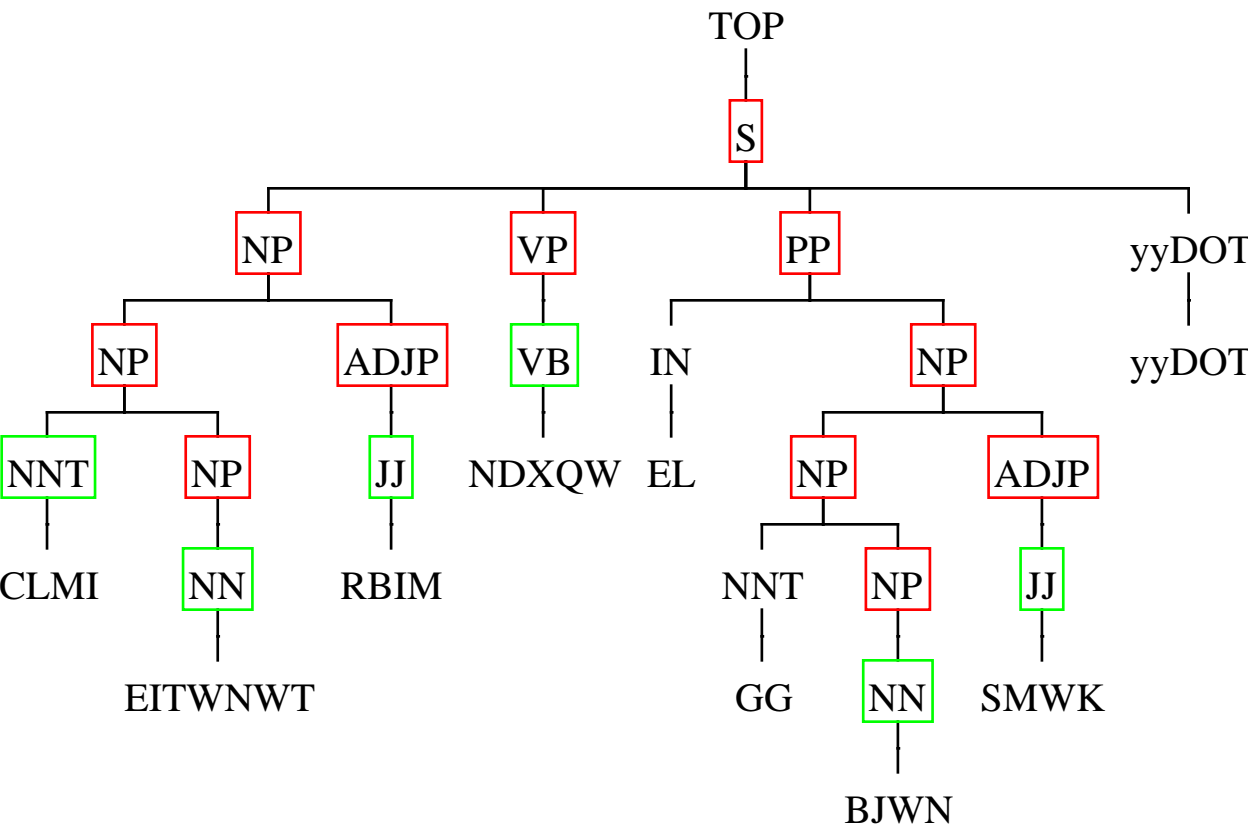 TOP
S
NP VP PP yyDOT
NP ADJP VB IN NP yyDOT
NNT NP JJ NDXQW EL NP ADJP
CLMI NN RBIM NNT NP JJ
EITWNWT GG NN SMWK
BJWN